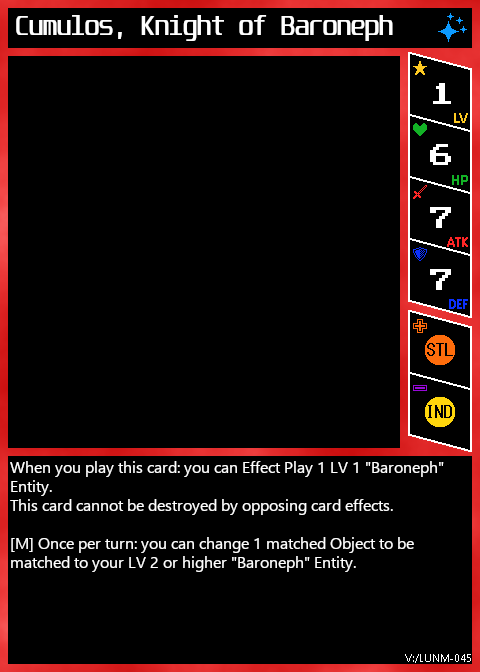 Cumulos, Knight of Baroneph
1
LV
6
HP
7
ATK
7
DEF
STL
IND
When you play this card: you can Effect Play 1 LV 1 "Baroneph"
Entity.
This card cannot be destroyed by opposing card effects.
[M] Once per turn: you can change 1 matched Object to be
matched to your LV 2 or higher "Baroneph" Entity.
V:/LUNM-045